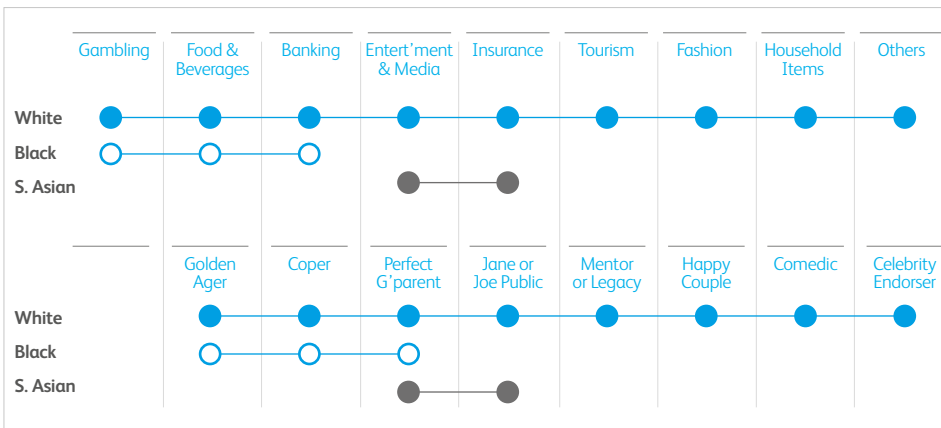 Gambling Food & Beverages Banking Entert'ment & Media Insurance Tourism Fashion Household Items Others
White
Black
S. Asian
Golden Ager Coper Perfect G'parent Jane or Joe Public Mentor or Legacy Happy Couple Comedic Celebrity Endorser
White
Black
S. Asian